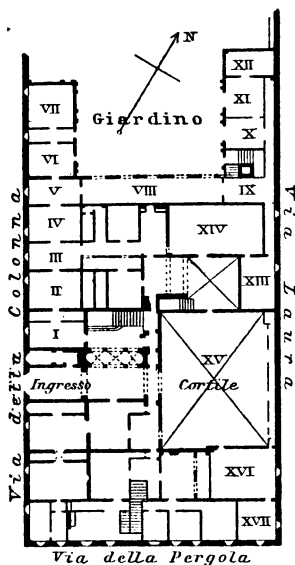 N
XII
VII
XI
Giardino
X
VI
V
VIII
IX
IV
XIV
III
II
XIII
I
XV
Ingresso
Cortile
XVI
XVII
Via della Colonna
Via Laura
Via della Pergola